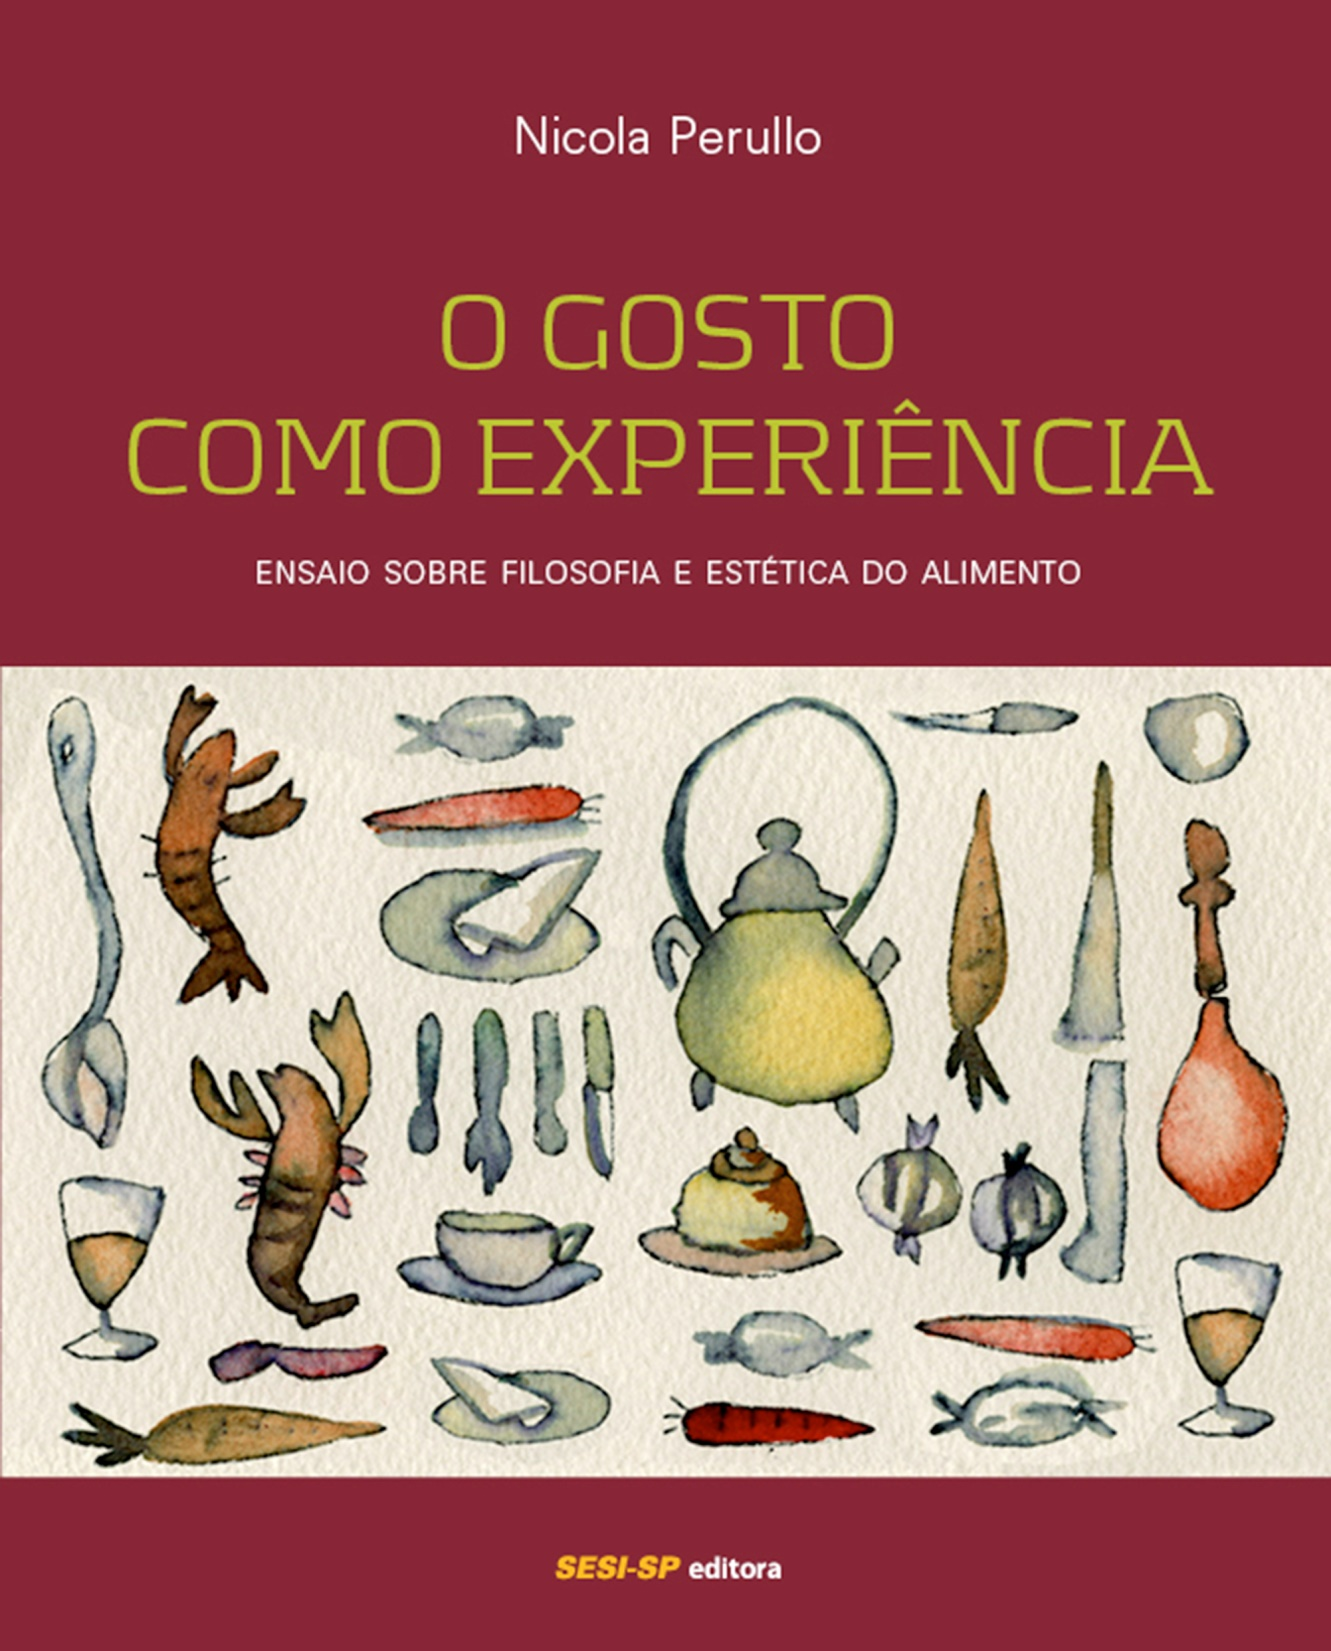 Nicola Perullo
O GOSTO
COMO EXPERIÊNCIA
ENSAIO SOBRE FILOSOFIA E ESTÉTICA DO ALIMENTO
SESI-SP editora